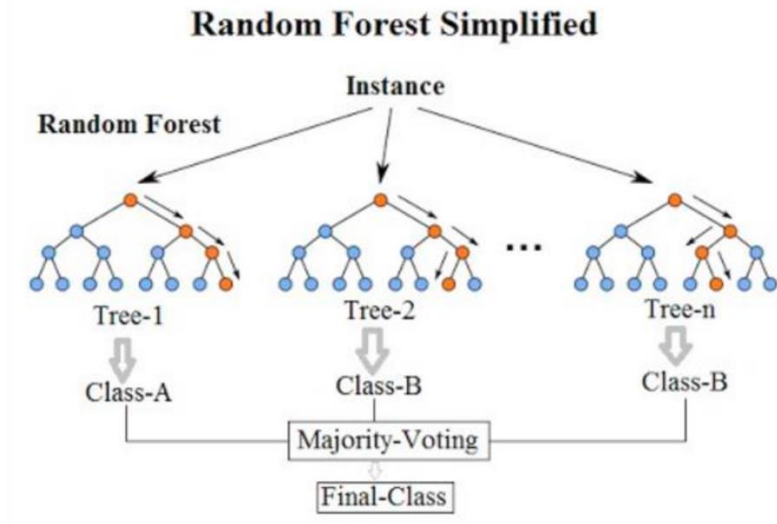 Random Forest Simplified
Instance
Random Forest
...
Tree-1
Tree-2
Tree-n
Class-A
Class-B
Class-B
Majority-Voting
Final-Class